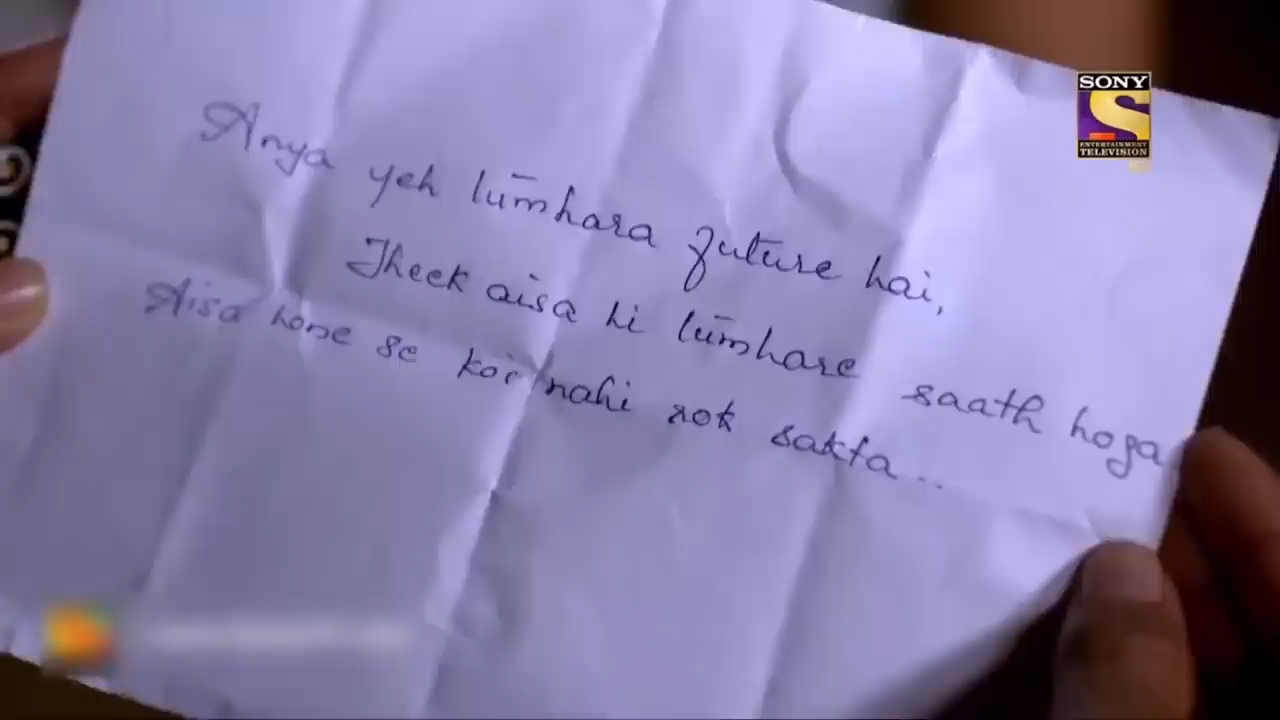 Anya yeh tumhara future hai,
Theek aisa hi tumhare saath hoga
Aisa hone se koi nahi rok sakta...
SONY
ENTERTAINMENT
TELEVISION